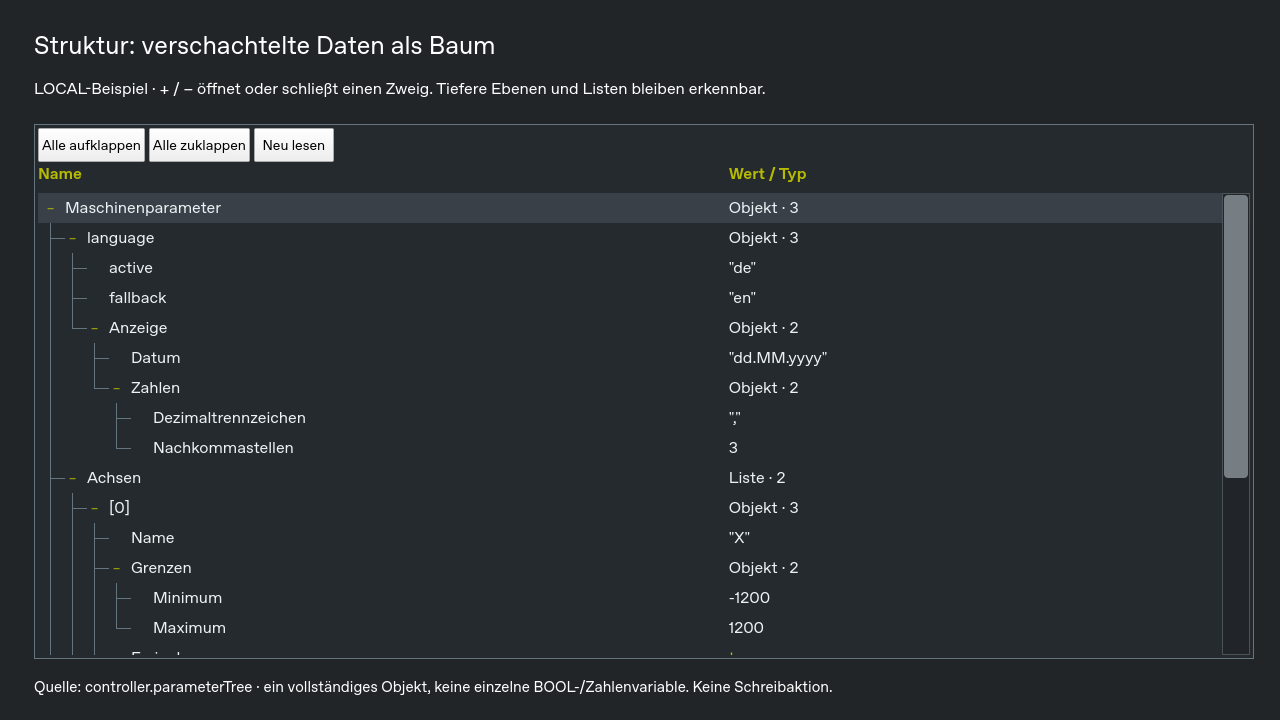 Struktur: verschachtelte Daten als Baum
LOCAL-Beispiel · + / – öffnet oder schließt einen Zweig. Tiefere Ebenen und Listen bleiben erkennbar.
Alle aufklappen Alle zuklappen Neu lesen
Name Wert / Typ
– Maschinenparameter Objekt · 3
– language Objekt · 3
active "de"
fallback "en"
– Anzeige Objekt · 2
Datum "dd.MM.yyyy"
– Zahlen Objekt · 2
Dezimaltrennzeichen ","
Nachkommastellen 3
– Achsen Liste · 2
– [0] Objekt · 3
Name "X"
– Grenzen Objekt · 2
Minimum -1200
Maximum 1200
Quelle: controller.parameterTree · ein vollständiges Objekt, keine einzelne BOOL-/Zahlenvariable. Keine Schreibaktion.